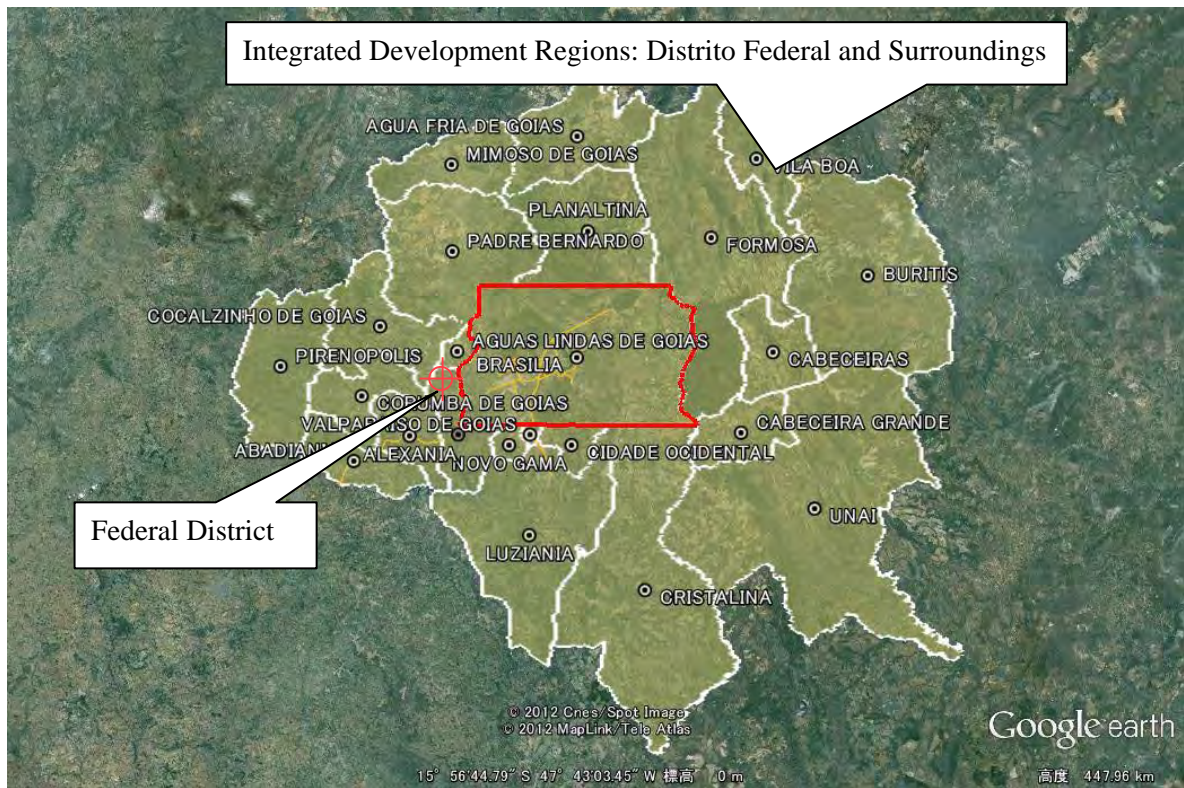 Integrated Development Regions: Distrito Federal and Surroundings
AGUA FRIA DE GOIAS
MIMOSO DE GOIAS
VILA BOA
PLANALTINA
PADRE BERNARDO
FORMOSA
BURITIS
COCALZINHO DE GOIAS
AGUAS LINDAS DE GOIAS
PIRENOPOLIS
BRASILIA
CABECEIRAS
CORUMBA DE GOIAS
VALPARAISO DE GOIAS
CABECEIRA GRANDE
ALEXANIA
NOVO GAMA
CIDADE OCIDENTAL
Federal District
UNAI
LUZIANIA
CRISTALINA
© 2012 Cnes/Spot Image
© 2012 MapLink/Tele Atlas
Google earth
15° 56'44.79" S 47° 43'03.45" W 標高 0 m
高度 447.96 km